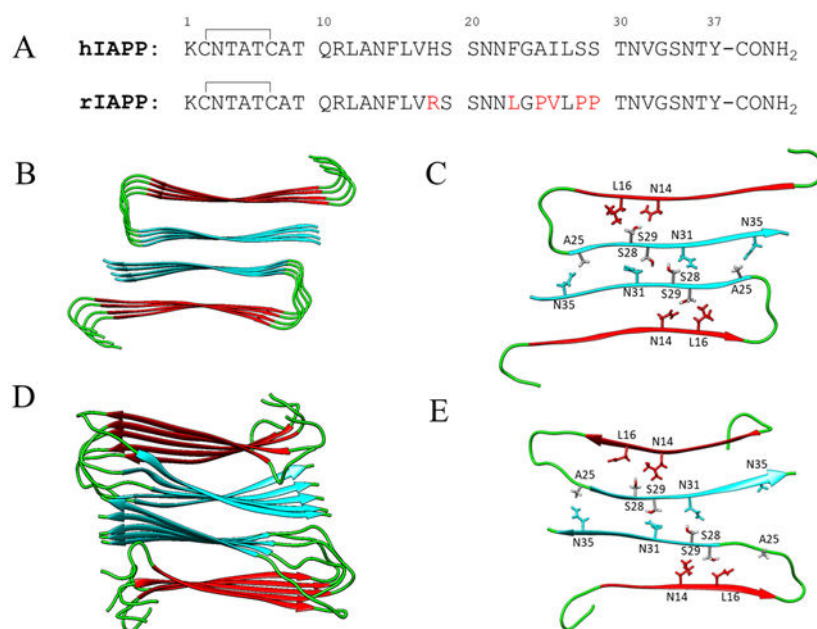 1 10 20 30 37
A hIAPP: KCNTATCAT QRLANFLVHS SNNFGAILSS TNVGSNTY-CONH2
rIAPP: KCNTATCAT QRLANFLVRS SNNLGPVLPP TNVGSNTY-CONH2
B
C
L16 N14
A25 S28 S29 N31 N35
N35 N31 S29 S28 A25
N14 L16
D
E
L16 N14
A25 S28 S29 N31 N35
N35 N31 S29 S28 A25
N14 L16